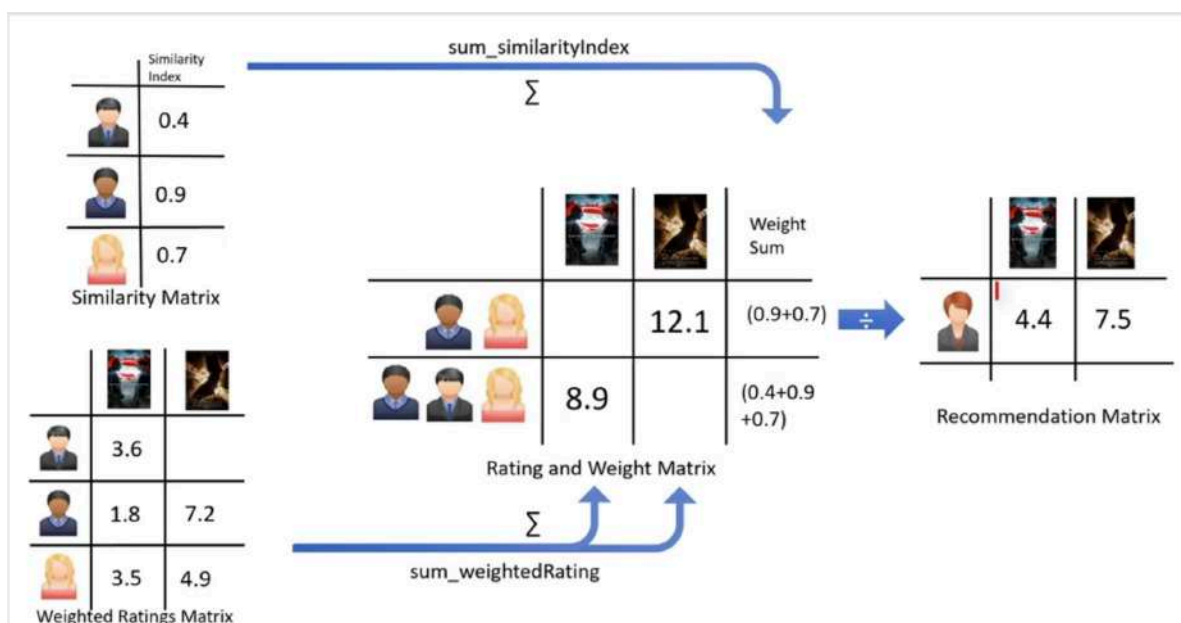 sum_similarityIndex
∑
Similarity
Index
0.4
0.9
0.7
Similarity Matrix
Weight
Sum
12.1 (0.9+0.7)
8.9 (0.4+0.9
+0.7)
Rating and Weight Matrix
÷
4.4 7.5
Recommendation Matrix
3.6
1.8 7.2
3.5 4.9
Weighted Ratings Matrix
∑
sum_weightedRating